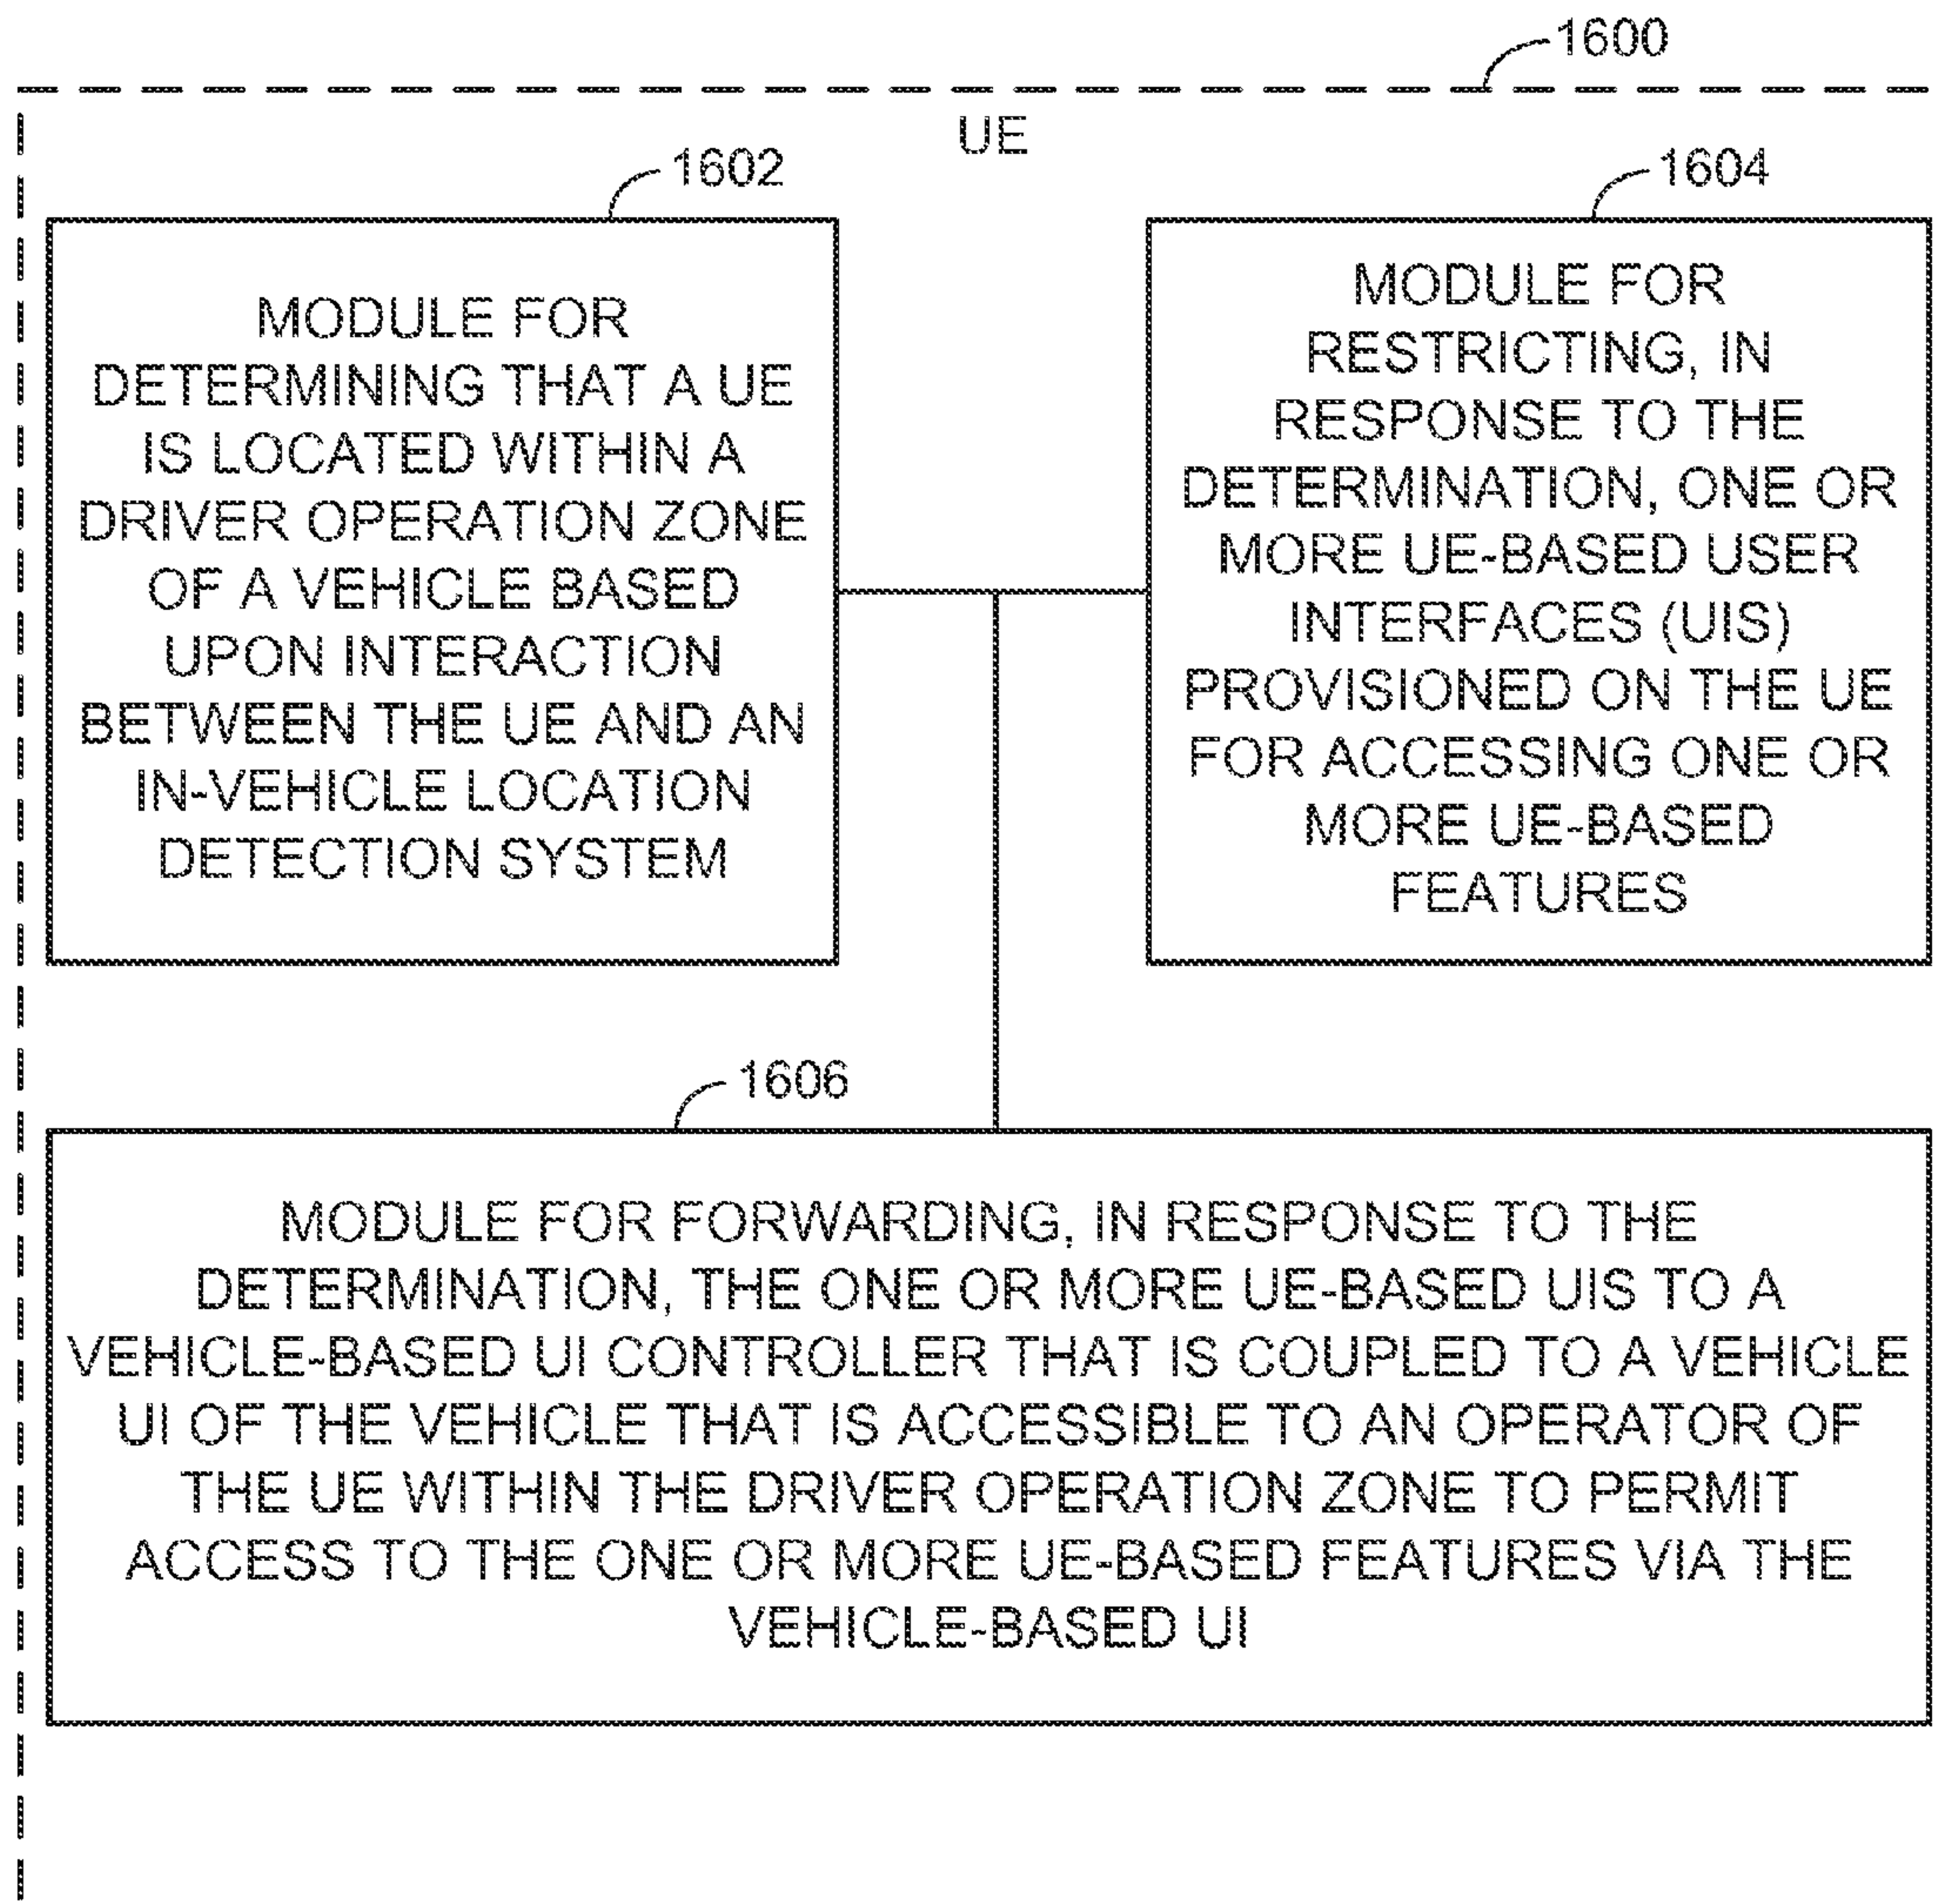 1600
UE
1602
MODULE FOR
DETERMINING THAT A UE
IS LOCATED WITHIN A
DRIVER OPERATION ZONE
OF A VEHICLE BASED
UPON INTERACTION
BETWEEN THE UE AND AN
IN-VEHICLE LOCATION
DETECTION SYSTEM
1604
MODULE FOR
RESTRICTING, IN
RESPONSE TO THE
DETERMINATION, ONE OR
MORE UE-BASED USER
INTERFACES (UIS)
PROVISIONED ON THE UE
FOR ACCESSING ONE OR
MORE UE-BASED
FEATURES
1606
MODULE FOR FORWARDING, IN RESPONSE TO THE
DETERMINATION, THE ONE OR MORE UE-BASED UIS TO A
VEHICLE-BASED UI CONTROLLER THAT IS COUPLED TO A VEHICLE
UI OF THE VEHICLE THAT IS ACCESSIBLE TO AN OPERATOR OF
THE UE WITHIN THE DRIVER OPERATION ZONE TO PERMIT
ACCESS TO THE ONE OR MORE UE-BASED FEATURES VIA THE
VEHICLE-BASED UI